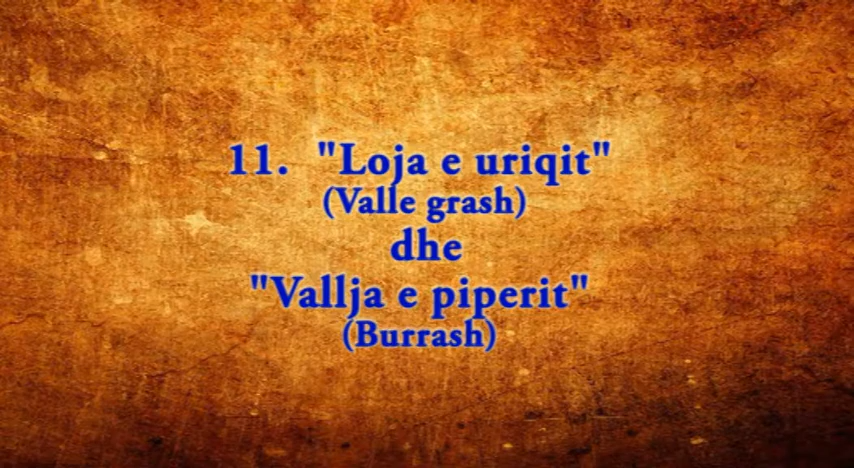 11. "Loja e uriqit"
(Valle grash)
dhe
"Vallja e piperit"
(Burrash)